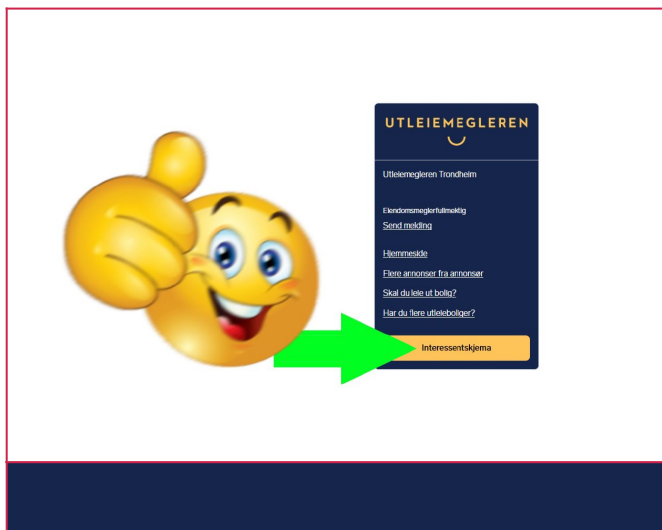 UTLEIEMEGLEREN
Utleiemegleren Trondheim
Eiendomsmeglerfullmektig
Send melding
Hjemmeside
Flere annonser fra annonsør
Skal du leie ut bolig?
Har du flere utleieboliger?
Interessentskjema